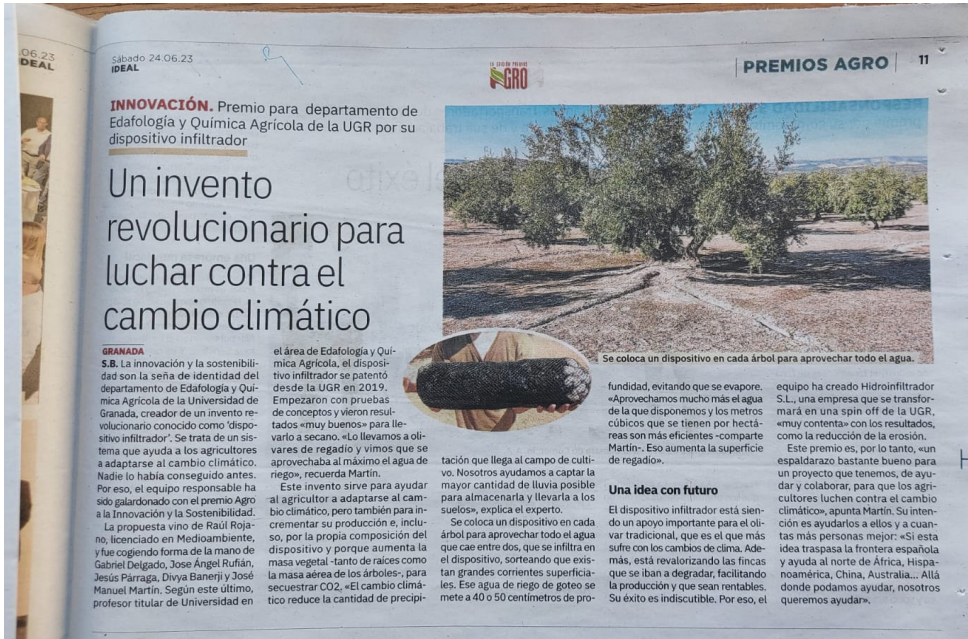 .06.23
IDEAL
Sábado 24.06.23
IDEAL
AGRO
PREMIOS AGRO
11
INNOVACIÓN. Premio para departamento de
Edafología y Química Agrícola de la UGR por su
dispositivo infiltrador
Un invento
revolucionario para
luchar contra el
cambio climático
Se coloca un dispositivo en cada árbol para aprovechar todo el agua.
GRANADA
S.B. La innovación y la sostenibili-
dad son la seña de identidad del
departamento de Edafología y Quí-
mica Agrícola de la Universidad de
Granada, creador de un invento re-
volucionario conocido como 'dispo-
sitivo infiltrador'. Se trata de un sis-
tema que ayuda a los agricultores
a adaptarse al cambio climático.
Nadie lo había conseguido antes.
Por eso, el equipo responsable ha
sido galardonado con el premio Agro
a la Innovación y la Sostenibilidad.
La propuesta vino de Raúl Roja-
no, licenciado en Medioambiente,
y fue cogiendo forma de la mano de
Gabriel Delgado, Jose Ángel Rufián,
Jesús Párraga, Divya Banerji y José
Manuel Martín. Según este último,
profesor titular de Universidad en
el área de Edafología y Quí-
mica Agrícola, el disposi-
tivo infiltrador se patentó
desde la UGR en 2019.
Empezaron con pruebas
de conceptos y vieron resul-
tados «muy buenos» para lle-
varlo a secano. «Lo llevamos a oli-
vares de regadío y vimos que se
aprovechaba al máximo el agua de
riego», recuerda Martín.
Este invento sirve para ayudar
al agricultor a adaptarse al cam-
bio climático, pero también para in-
crementar su producción e, inclu-
so, por la propia composición del
dispositivo y porque aumenta la
masa vegetal -tanto de raíces como
la masa aérea de los árboles-, para
secuestrar CO2, «El cambio climá-
tico reduce la cantidad de precipi-
tación que llega al campo de culti-
vo. Nosotros ayudamos a captar la
mayor cantidad de lluvia posible
para almacenarla y llevarla a los
suelos», explica el experto.
Se coloca un dispositivo en cada
árbol para aprovechar todo el agua
que cae entre dos, que se infiltra en
el dispositivo, sorteando que exis-
tan grandes corrientes superficia-
les. Ese agua de riego de goteo se
mete a 40 o 50 centímetros de pro-
fundidad, evitando que se evapore.
«Aprovechamos mucho más el agua
de la que disponemos y los metros
cúbicos que se tienen por hectá-
reas son más eficientes -comparte
Martín-. Eso aumenta la superficie
de regadío».
Una idea con futuro
El dispositivo infiltrador está sien-
do un apoyo importante para el oli-
var tradicional, que es el que más
sufre con los cambios de clima. Ade-
más, está revalorizando las fincas
que se iban a degradar, facilitando
la producción y que sean rentables.
Su éxito es indiscutible. Por eso, el
equipo ha creado Hidroinfiltrador
S.L., una empresa que se transfor-
mará en una spin off de la UGR,
«muy contenta» con los resultados,
como la reducción de la erosión.
Este premio es, por lo tanto, «un
espaldarazo bastante bueno para
un proyecto que tenemos, de ayu-
dar y colaborar, para que los agri-
cultores luchen contra el cambio
climático», apunta Martín. Su inten-
ción es ayudarlos a ellos y a cuan-
tas más personas mejor: «Si esta
idea traspasa la frontera española
y ayuda al norte de África, Hispa-
noamérica, China, Australia... Allá
donde podamos ayudar, nosotros
queremos ayudar».